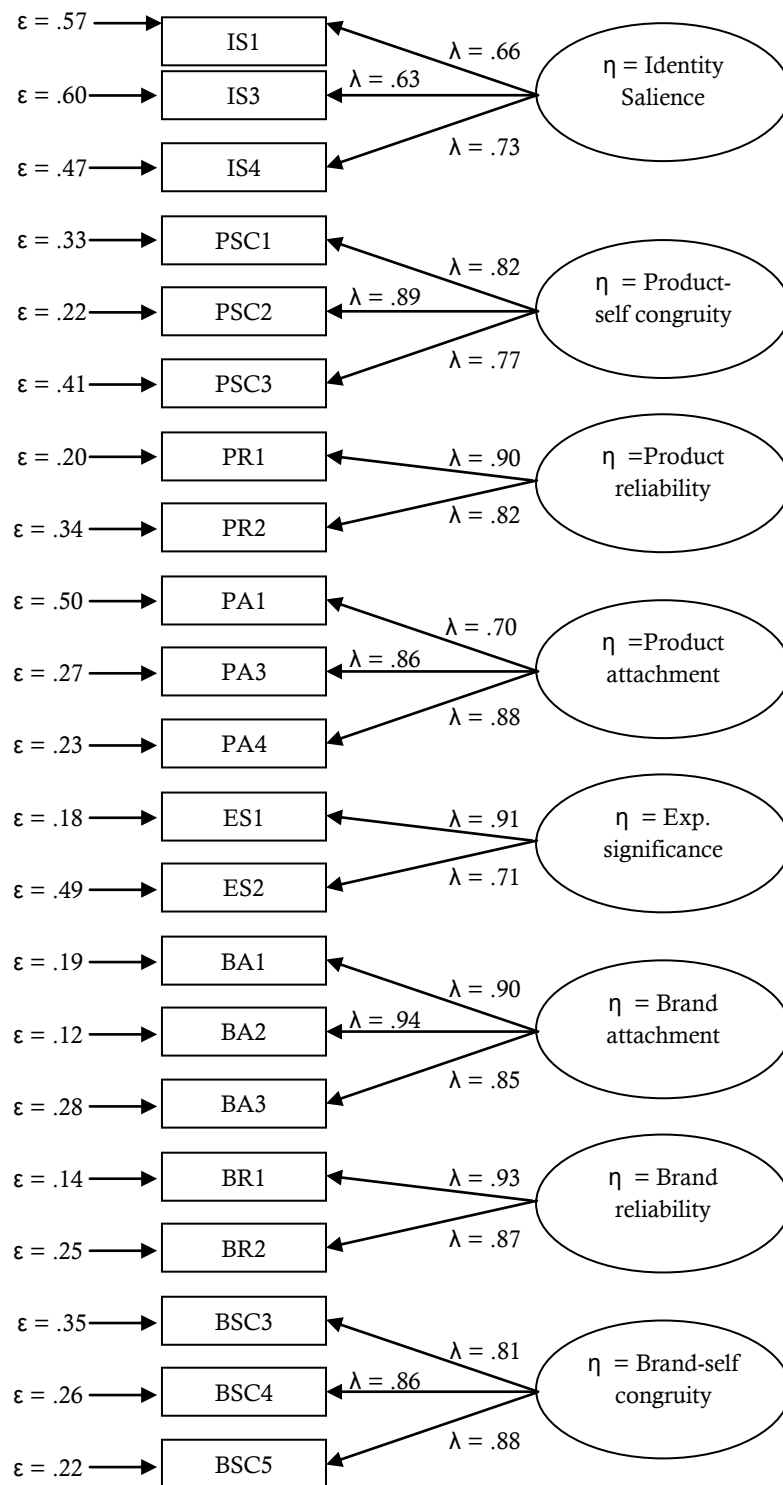 ε = .57
IS1
λ = .66
η = Identity
Salience
ε = .60
IS3
λ = .63
ε = .47
IS4
λ = .73
ε = .33
PSC1
λ = .82
η = Product-
self congruity
ε = .22
PSC2
λ = .89
ε = .41
PSC3
λ = .77
ε = .20
PR1
λ = .90
η =Product
reliability
ε = .34
PR2
λ = .82
ε = .50
PA1
λ = .70
η =Product
attachment
ε = .27
PA3
λ = .86
ε = .23
PA4
λ = .88
ε = .18
ES1
λ = .91
η = Exp.
significance
ε = .49
ES2
λ = .71
ε = .19
BA1
λ = .90
η = Brand
attachment
ε = .12
BA2
λ = .94
ε = .28
BA3
λ = .85
ε = .14
BR1
λ = .93
η = Brand
reliability
ε = .25
BR2
λ = .87
ε = .35
BSC3
λ = .81
η = Brand-self
congruity
ε = .26
BSC4
λ = .86
ε = .22
BSC5
λ = .88